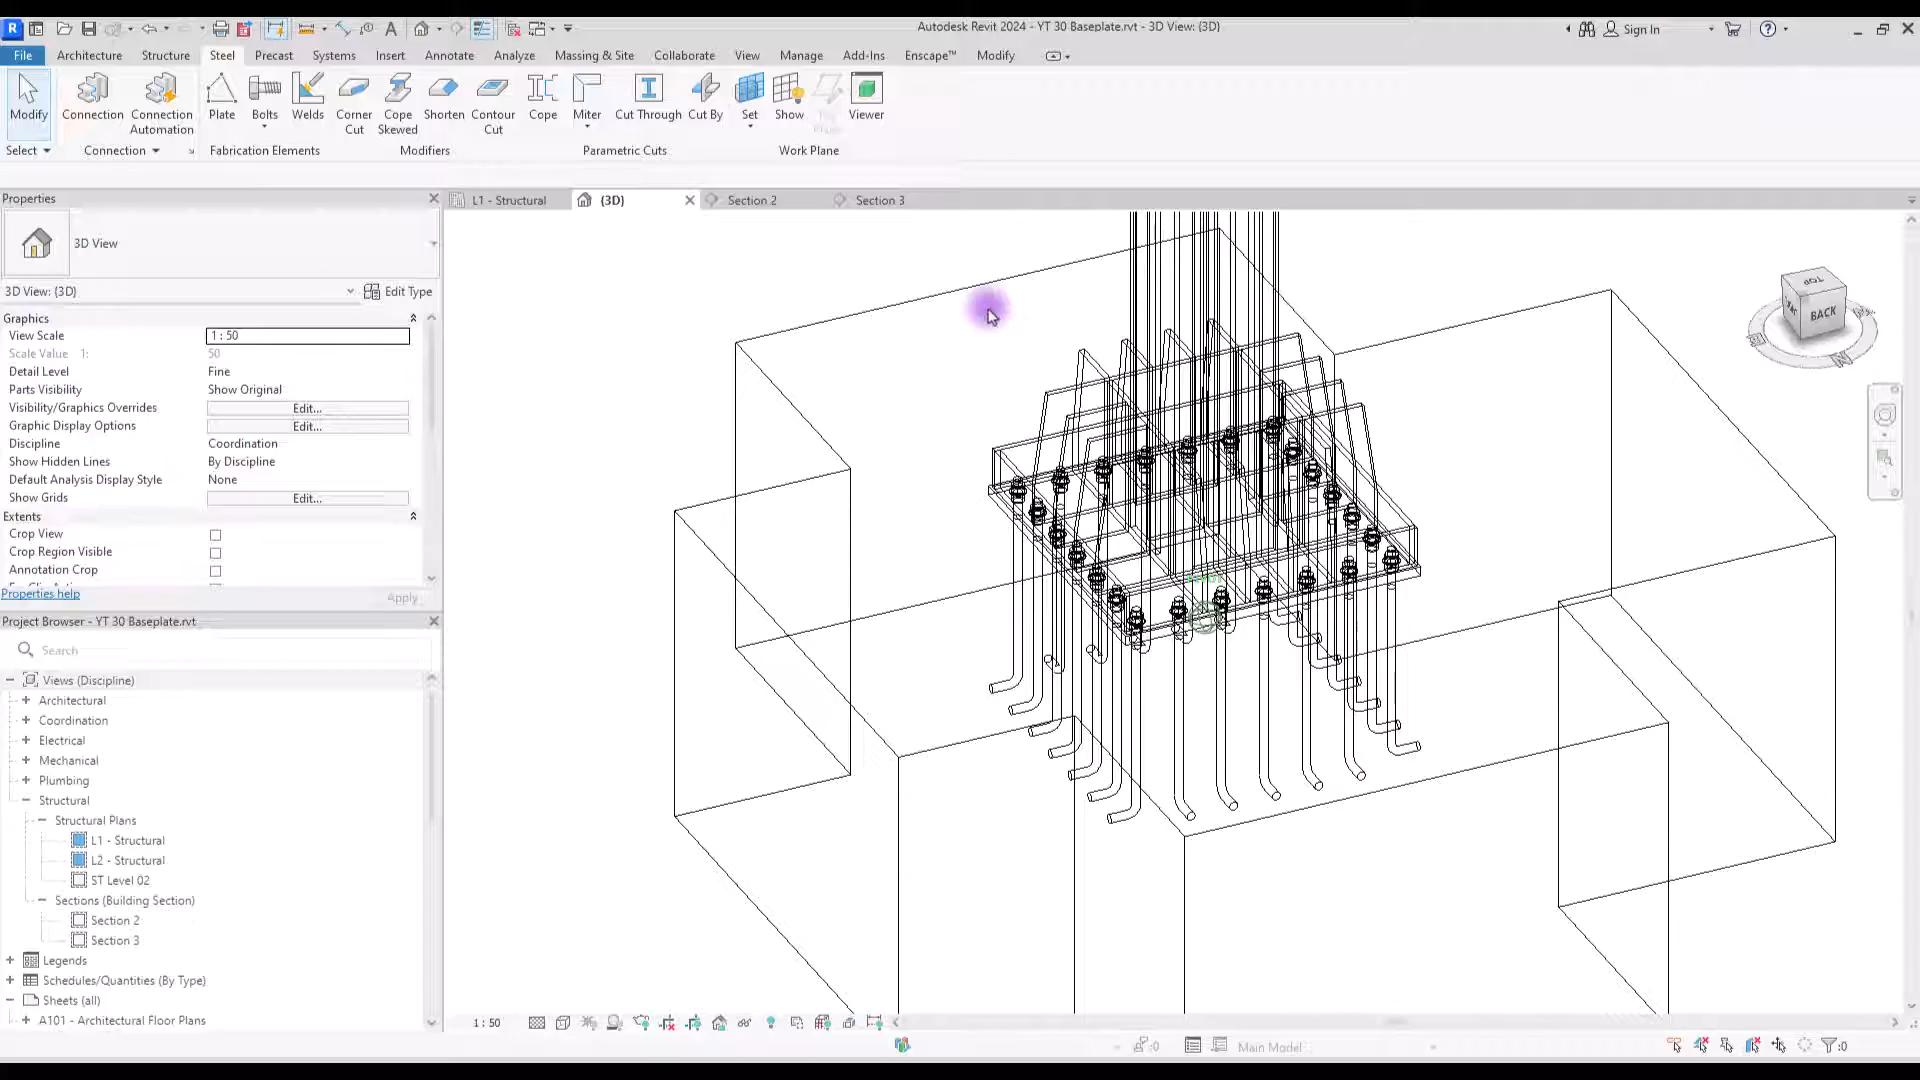 Autodesk Revit 2024 - YT 30 Baseplate.rvt - 3D View: {3D}
Sign In
File Architecture Structure Steel Precast Systems Insert Annotate Analyze Massing & Site Collaborate View Manage Add-Ins Enscape™ Modify
Modify Connection Connection Automation Plate Bolts Welds Corner Cut Cope Skewed Shorten Contour Cut Cope Miter Cut Through Cut By Set Show Viewer
Select Connection Fabrication Elements Modifiers Parametric Cuts Work Plane
Properties
L1 - Structural {3D} Section 2 Section 3
3D View
3D View: {3D} Edit Type
Graphics
View Scale 1 : 50
Scale Value 1: 50
Detail Level Fine
Parts Visibility Show Original
Visibility/Graphics Overrides Edit...
Graphic Display Options Edit...
Discipline Coordination
Show Hidden Lines By Discipline
Default Analysis Display Style None
Show Grids Edit...
Extents
Crop View
Crop Region Visible
Annotation Crop
Properties help Apply
Project Browser - YT 30 Baseplate.rvt
Search
Views (Discipline)
Architectural
Coordination
Electrical
Mechanical
Plumbing
Structural
Structural Plans
L1 - Structural
L2 - Structural
ST Level 02
Sections (Building Section)
Section 2
Section 3
Legends
Schedules/Quantities (By Type)
Sheets (all)
A101 - Architectural Floor Plans
TOP
BACK
1 : 50
:0 Main Model :0